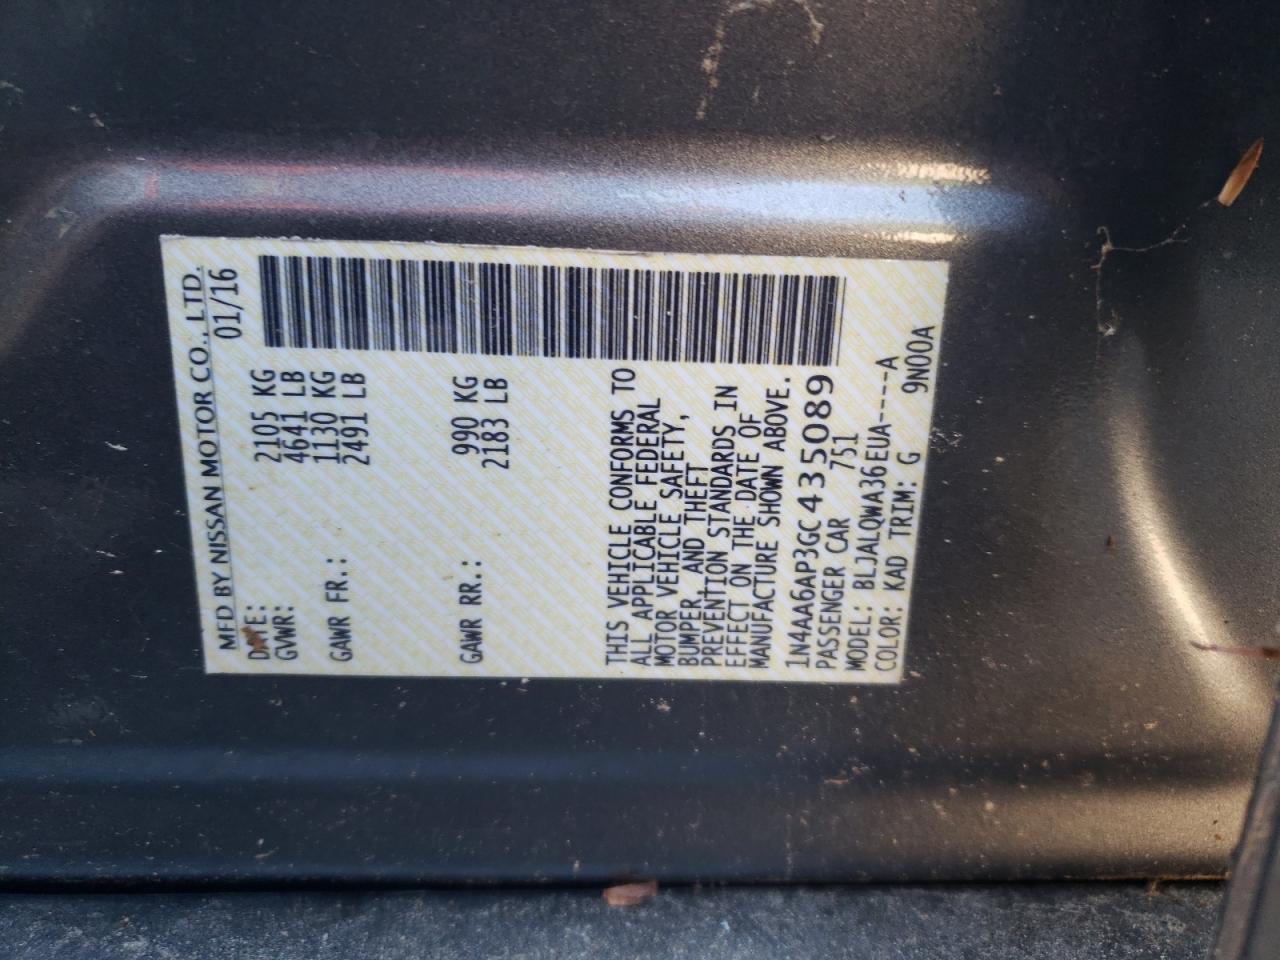 MFD BY NISSAN MOTOR CO., LTD.
DATE: 01/16
GVWR: 2105 KG
4641 LB
GAWR FR.: 1130 KG
2491 LB
GAWR RR.: 990 KG
2183 LB
THIS VEHICLE CONFORMS TO
ALL APPLICABLE FEDERAL
MOTOR VEHICLE SAFETY,
BUMPER, AND THEFT
PREVENTION STANDARDS IN
EFFECT ON THE DATE OF
MANUFACTURE SHOWN ABOVE.
1N4AA6AP3GC435089
PASSENGER CAR 751
MODEL: BLJALQWA36EUA----A
COLOR: KAD TRIM: G 9N00A